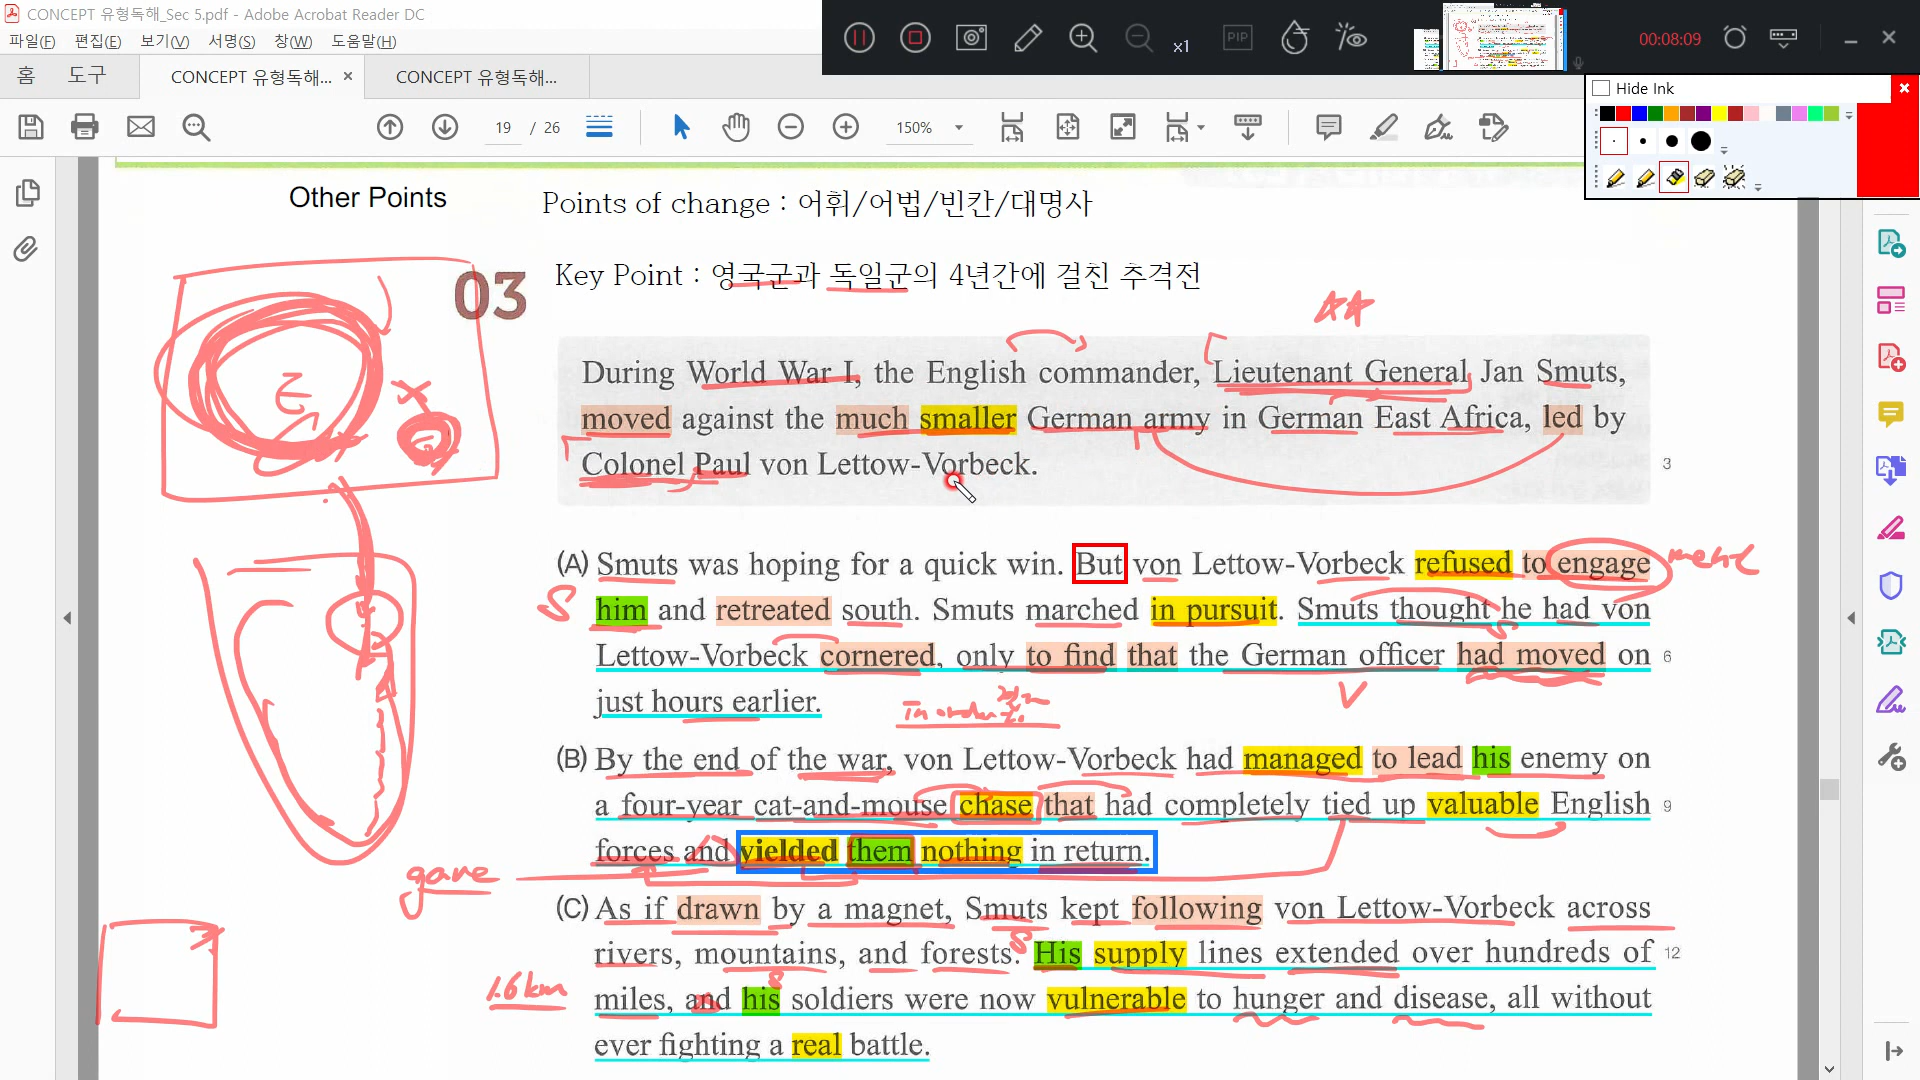 CONCEPT 유형독해_Sec 5.pdf - Adobe Acrobat Reader DC
파일(F) 편집(E) 보기(V) 서명(S) 창(W) 도움말(H)
x1
PIP
00:08:09
홈 도구 CONCEPT 유형독해... × CONCEPT 유형독해...
Hide Ink
19 / 26
150%
Other Points
Points of change : 어휘/어법/빈칸/대명사
03
Key Point : 영국군과 독일군의 4년간에 걸친 추격전
During World War I, the English commander, Lieutenant General Jan Smuts,
moved against the much smaller German army in German East Africa, led by
Colonel Paul von Lettow-Vorbeck. 3
(A) Smuts was hoping for a quick win. But von Lettow-Vorbeck refused to engage ment
S him and retreated south. Smuts marched in pursuit. Smuts thought he had von
Lettow-Vorbeck cornered, only to find that the German officer had moved on 6
just hours earlier.
In order
V
(B) By the end of the war, von Lettow-Vorbeck had managed to lead his enemy on
a four-year cat-and-mouse chase that had completely tied up valuable English 9
forces and yielded them nothing in return.
gave
(C) As if drawn by a magnet, Smuts kept following von Lettow-Vorbeck across
rivers, mountains, and forests. His supply lines extended over hundreds of 12
1.6km
miles, and his soldiers were now vulnerable to hunger and disease, all without
ever fighting a real battle.